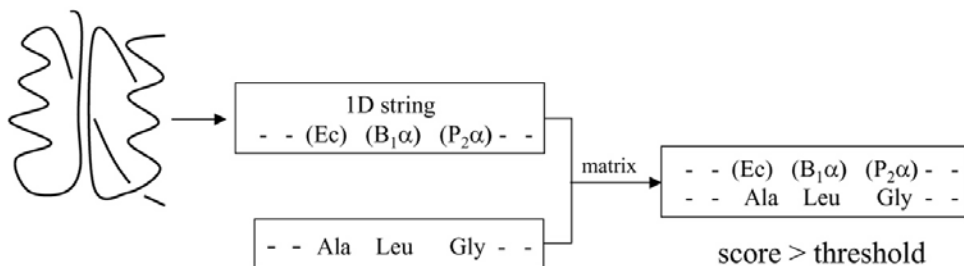 1D string
- - (Ec) (B₁α) (P₂α) - -
matrix
- - (Ec) (B₁α) (P₂α) - -
- - Ala Leu Gly - -
- - Ala Leu Gly - -
score > threshold